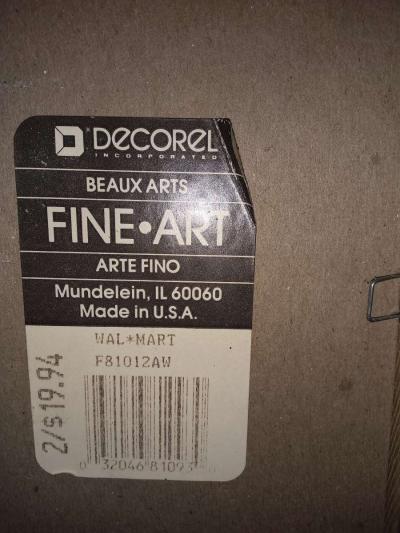 DECOREL
INCORPORATED
BEAUX ARTS
FINE•ART
ARTE FINO
Mundelein, IL 60060
Made in U.S.A.
WAL*MART
F81012AW
2/$19.94
0 32046 81093